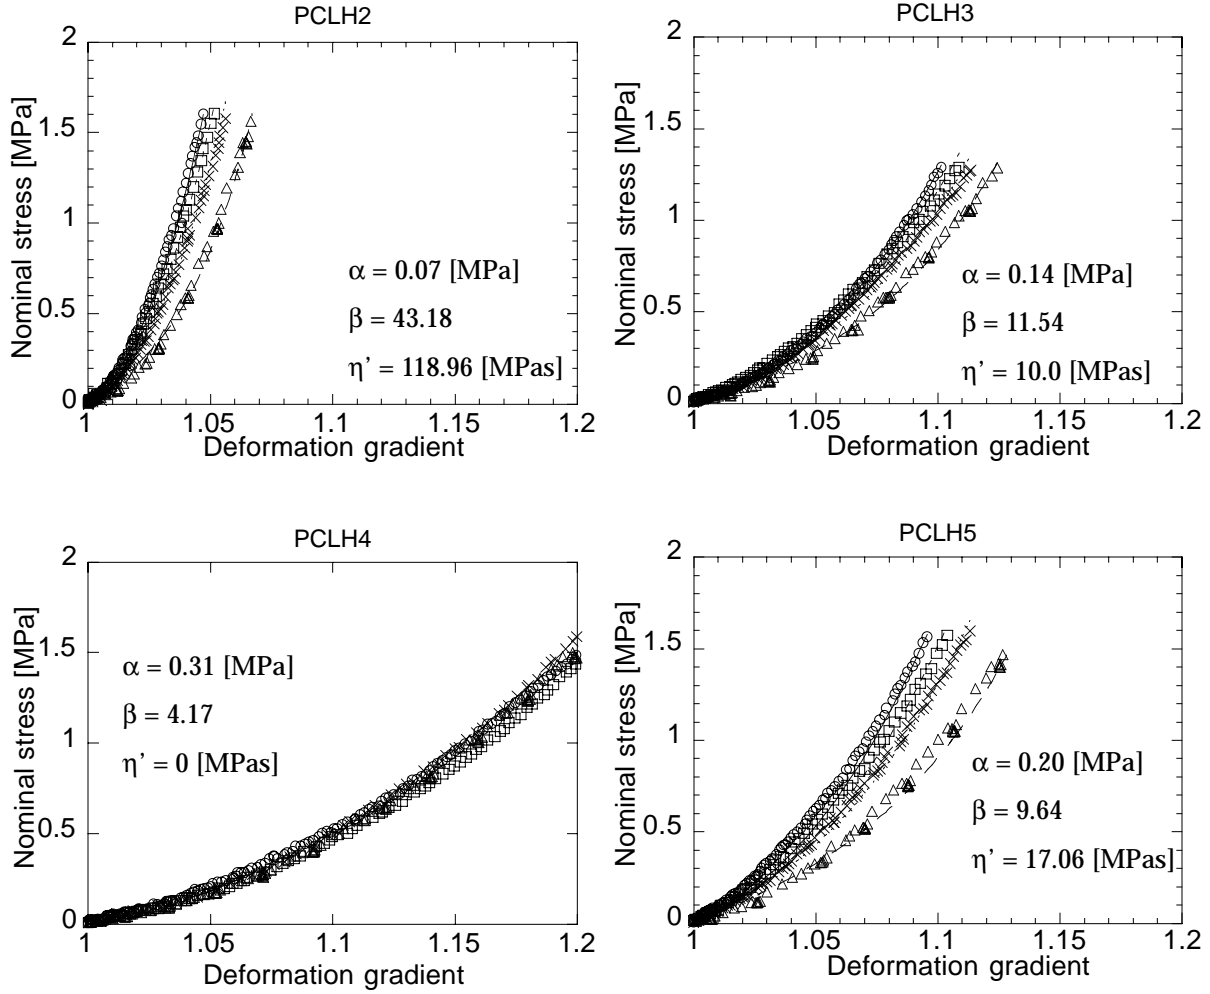 PCLH2
2
1.5
1
0.5
0
Nominal stress [MPa]
α = 0.07 [MPa]
β = 43.18
η’ = 118.96 [MPas]
1 1.05 1.1 1.15 1.2
Deformation gradient
PCLH3
2
1.5
1
0.5
0
Nominal stress [MPa]
α = 0.14 [MPa]
β = 11.54
η’ = 10.0 [MPas]
1 1.05 1.1 1.15 1.2
Deformation gradient
PCLH4
2
1.5
1
0.5
0
Nominal stress [MPa]
α = 0.31 [MPa]
β = 4.17
η’ = 0 [MPas]
1 1.05 1.1 1.15 1.2
Deformation gradient
PCLH5
2
1.5
1
0.5
0
Nominal stress [MPa]
α = 0.20 [MPa]
β = 9.64
η’ = 17.06 [MPas]
1 1.05 1.1 1.15 1.2
Deformation gradient